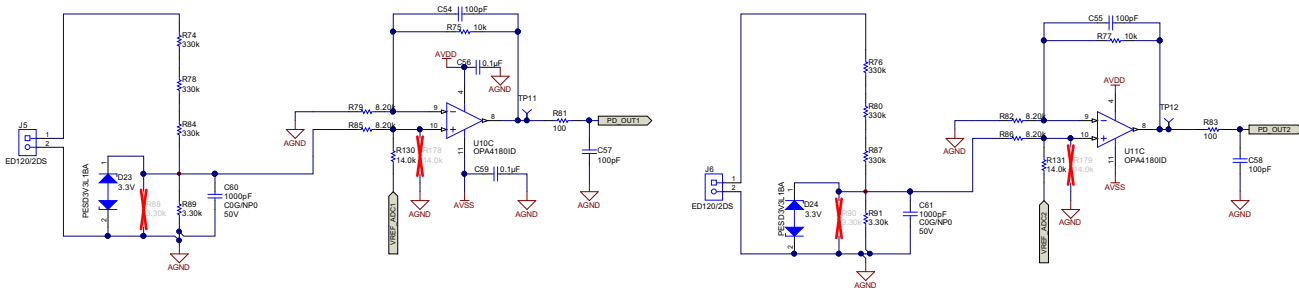 C54
100pF
R75
10k
R74
330k
AVDD
C56
0.1µF
R78
330k
AGND
4
TP11
J5
R84
330k
R79
8.20k
9
R81
1
2
AGND
R85
8.20k
10
8
100
PD_OUT1
ED120/2DS
U10C
OPA4180ID
C57
100pF
R130
14.0k
R178
14.0k
11
PESD3V3L1BA
1
D23
3.3V
2
R88
3.30k
R89
3.30k
C60
1000pF
C0G/NP0
50V
C59
0.1µF
VREF_ADC1
AGND
AVSS
AGND
AGND
AGND
C55
100pF
R77
10k
R76
330k
AVDD
R80
330k
4
TP12
R82
8.20k
9
R83
AGND
R86
8.20k
10
8
100
PD_OUT2
R87
330k
U11C
OPA4180ID
C58
100pF
J6
1
2
ED120/2DS
R131
14.0k
R179
14.0k
11
PESD3V3L1BA
1
D24
3.3V
2
R90
3.30k
R91
3.30k
C61
1000pF
C0G/NP0
50V
VREF_ADC2
AGND
AVSS
AGND
AGND